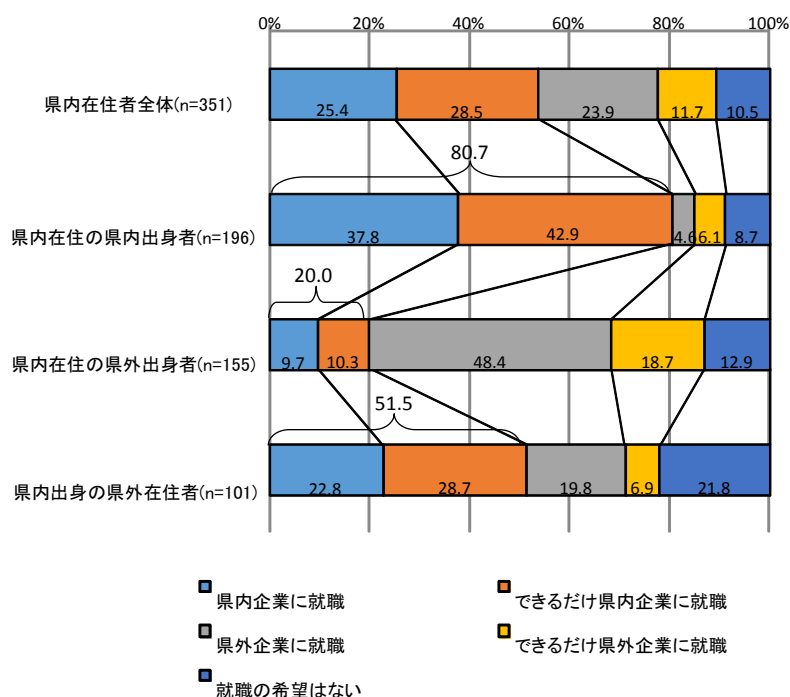 0% 20% 40% 60% 80% 100%
県内在住者全体(n=351)
25.4 28.5 23.9 11.7 10.5
80.7
県内在住の県内出身者(n=196)
37.8 42.9 4.6 6.1 8.7
20.0
県内在住の県外出身者(n=155)
9.7 10.3 48.4 18.7 12.9
51.5
県内出身の県外在住者(n=101)
22.8 28.7 19.8 6.9 21.8
県内企業に就職 できるだけ県内企業に就職
県外企業に就職 できるだけ県外企業に就職
就職の希望はない